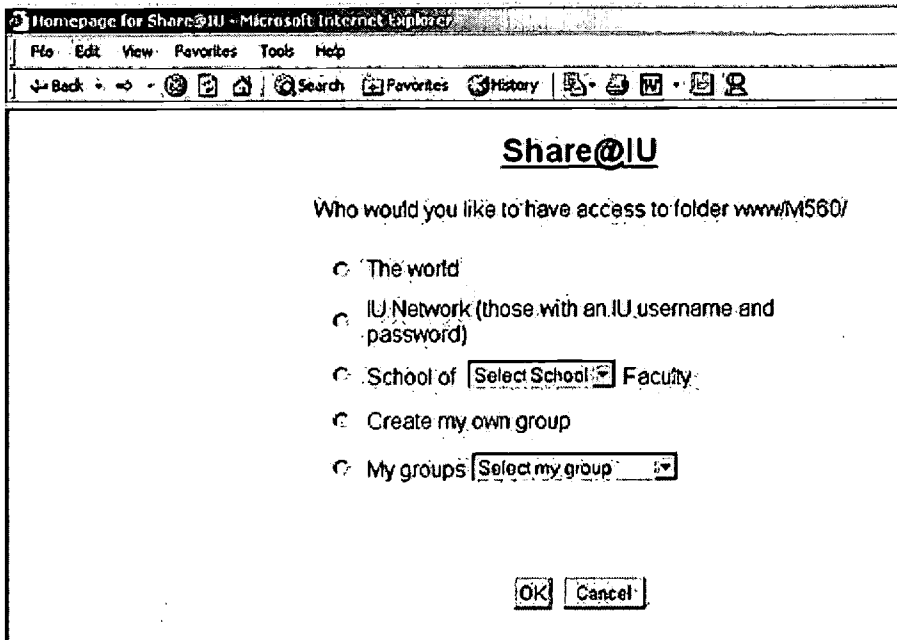 Homepage for Share@IU - Microsoft Internet Explorer
File Edit View Favorites Tools Help
Back Search Favorites History
Share@IU
Who would you like to have access to folder www/M560/
The world
IU Network (those with an IU username and
password)
School of Select School Faculty
Create my own group
My groups Select my group
OK Cancel